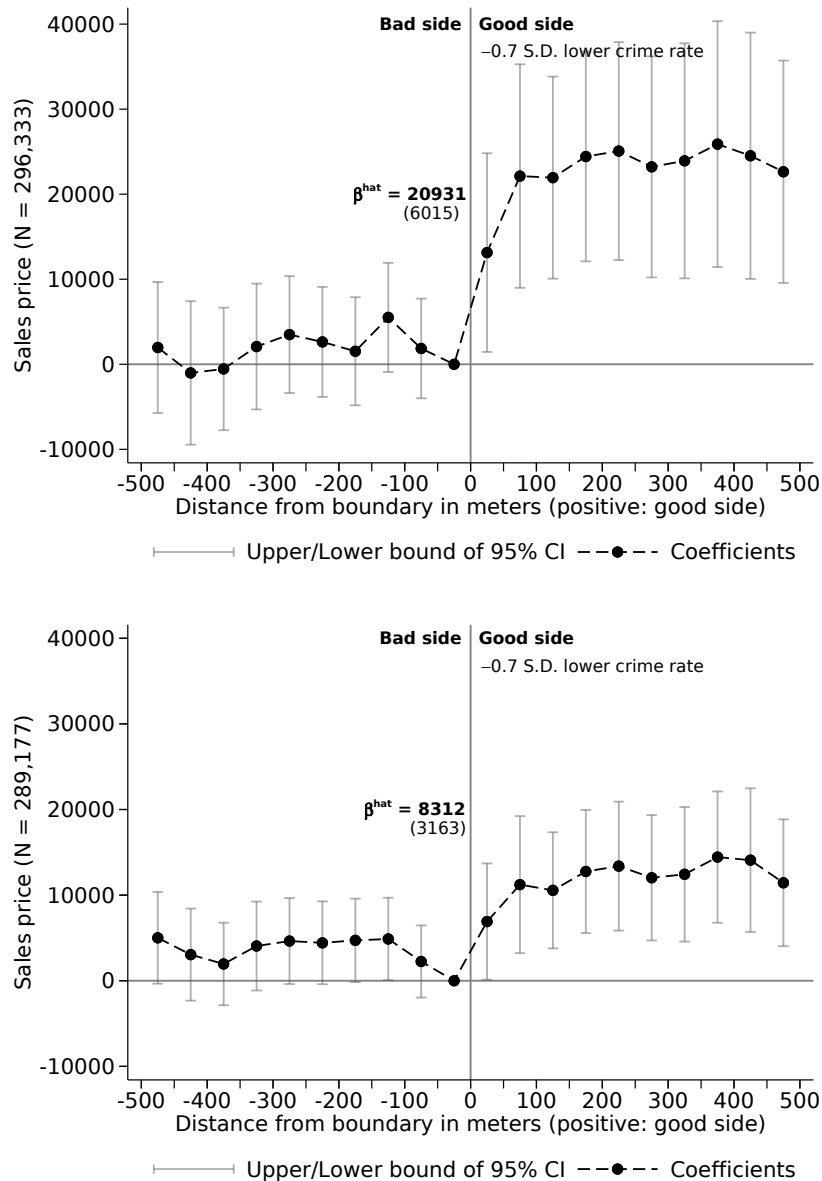 40000
30000
20000
10000
0
-10000
Sales price (N = 296,333)
Bad side
Good side
–0.7 S.D. lower crime rate
βhat = 20931
(6015)
-500 -400 -300 -200 -100 0 100 200 300 400 500
Distance from boundary in meters (positive: good side)
Upper/Lower bound of 95% CI Coefficients
40000
30000
20000
10000
0
-10000
Sales price (N = 289,177)
Bad side
Good side
–0.7 S.D. lower crime rate
βhat = 8312
(3163)
-500 -400 -300 -200 -100 0 100 200 300 400 500
Distance from boundary in meters (positive: good side)
Upper/Lower bound of 95% CI Coefficients